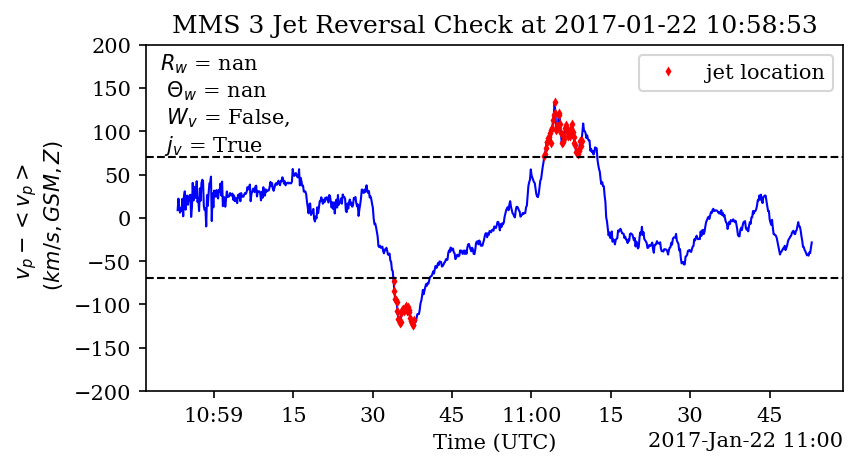 MMS 3 Jet Reversal Check at 2017-01-22 10:58:53
R_w = nan
Θ_w = nan
W_v = False,
j_v = True
jet location
200
150
100
50
0
−50
−100
−150
−200
v_p − < v_p >
(km/s, GSM, Z)
10:59 15 30 45 11:00 15 30 45
Time (UTC)
2017-Jan-22 11:00